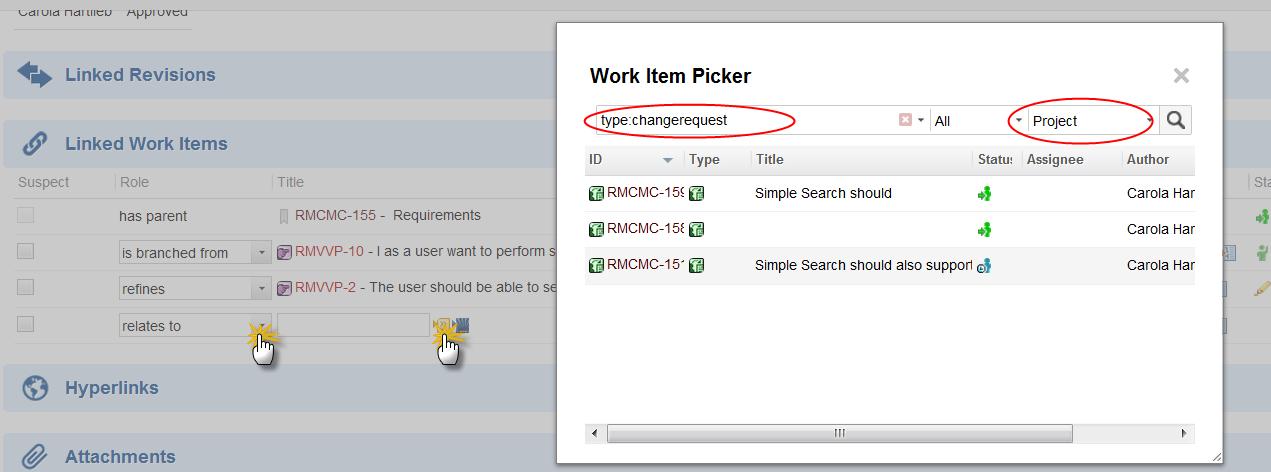 Carola Hartlieb Approved
Linked Revisions
Linked Work Items
Suspect Role Title Sta
has parent RMCMC-155 - Requirements
is branched from RMVVP-10 - I as a user want to perform s
refines RMVVP-2 - The user should be able to se
relates to
Hyperlinks
Attachments
Work Item Picker
type:changerequest All Project
ID Type Title Status Assignee Author
RMCMC-159 Simple Search should Carola Har
RMCMC-158 Carola Har
RMCMC-151 Simple Search should also support Carola Har